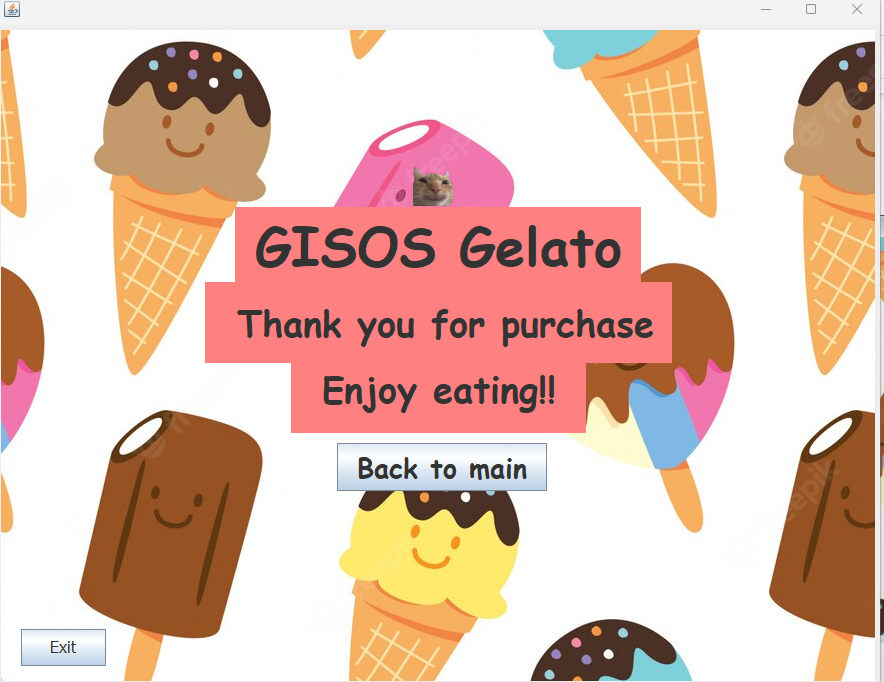 GISOS Gelato
Thank you for purchase
Enjoy eating!!
Back to main
Exit